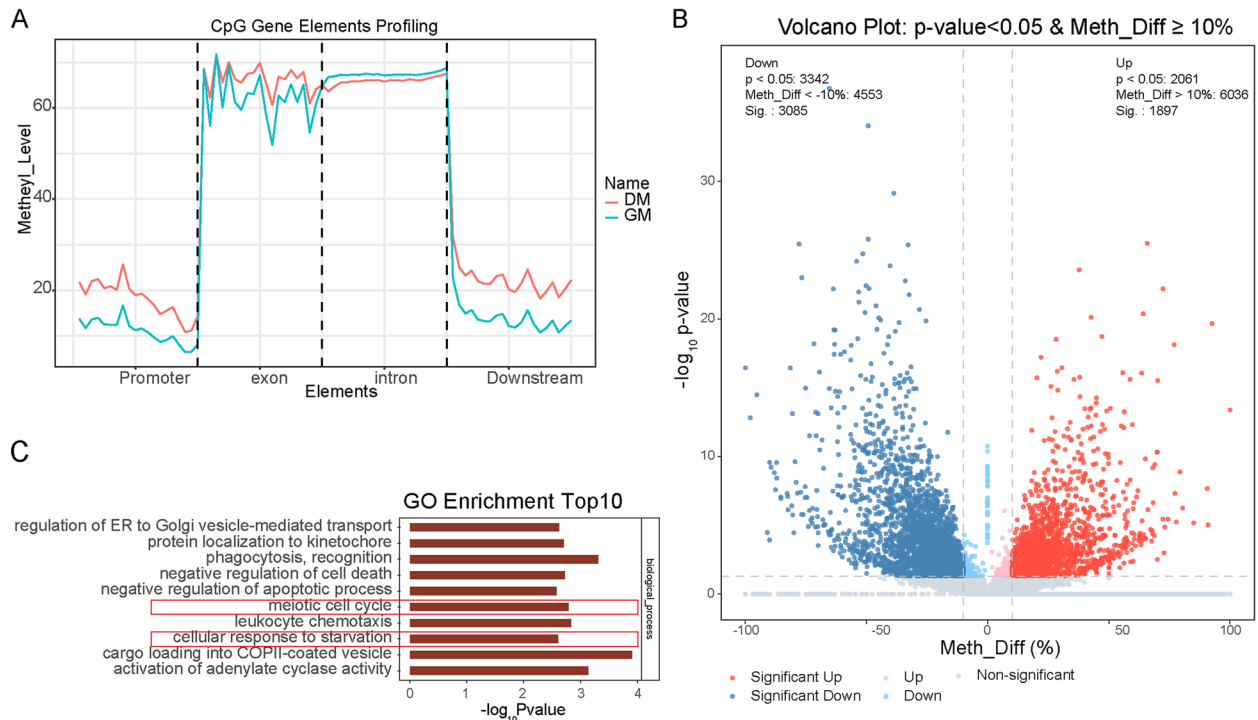 A
CpG Gene Elements Profiling
Metheyl_Level
60
40
20
Promoter
exon
intron
Downstream
Elements
Name
DM
GM
B
Volcano Plot: p-value<0.05 & Meth_Diff ≥ 10%
Down
p < 0.05: 3342
Meth_Diff < -10%: 4553
Sig. : 3085
Up
p < 0.05: 2061
Meth_Diff > 10%: 6036
Sig. : 1897
-log10 p-value
30
20
10
0
-100
-50
0
50
100
Meth_Diff (%)
Significant Up
Up
Non-significant
Significant Down
Down
C
GO Enrichment Top10
regulation of ER to Golgi vesicle-mediated transport
protein localization to kinetochore
phagocytosis, recognition
negative regulation of cell death
negative regulation of apoptotic process
meiotic cell cycle
leukocyte chemotaxis
cellular response to starvation
cargo loading into COPII-coated vesicle
activation of adenylate cyclase activity
biological_process
0
1
2
3
4
-log10Pvalue